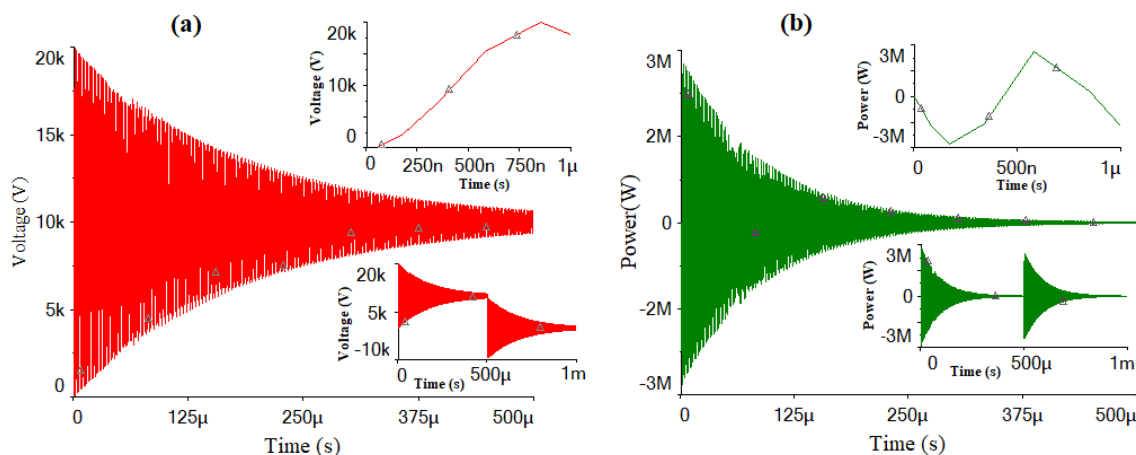 (a)
Voltage (V)
20k
15k
10k
5k
0
0
125μ
250μ
375μ
500μ
Time (s)
Voltage (V)
20k
10k
0
0
250n
500n
750n
1μ
Time (s)
Voltage (V)
20k
5k
-10k
0
500μ
1m
Time (s)
(b)
Power(W)
3M
2M
0
-2M
-3M
0
125μ
250μ
375μ
500μ
Time (s)
Power (W)
3M
0
-3M
0
500n
1μ
Time (s)
Power (W)
3M
0
-3M
0
500μ
1m
Time (s)